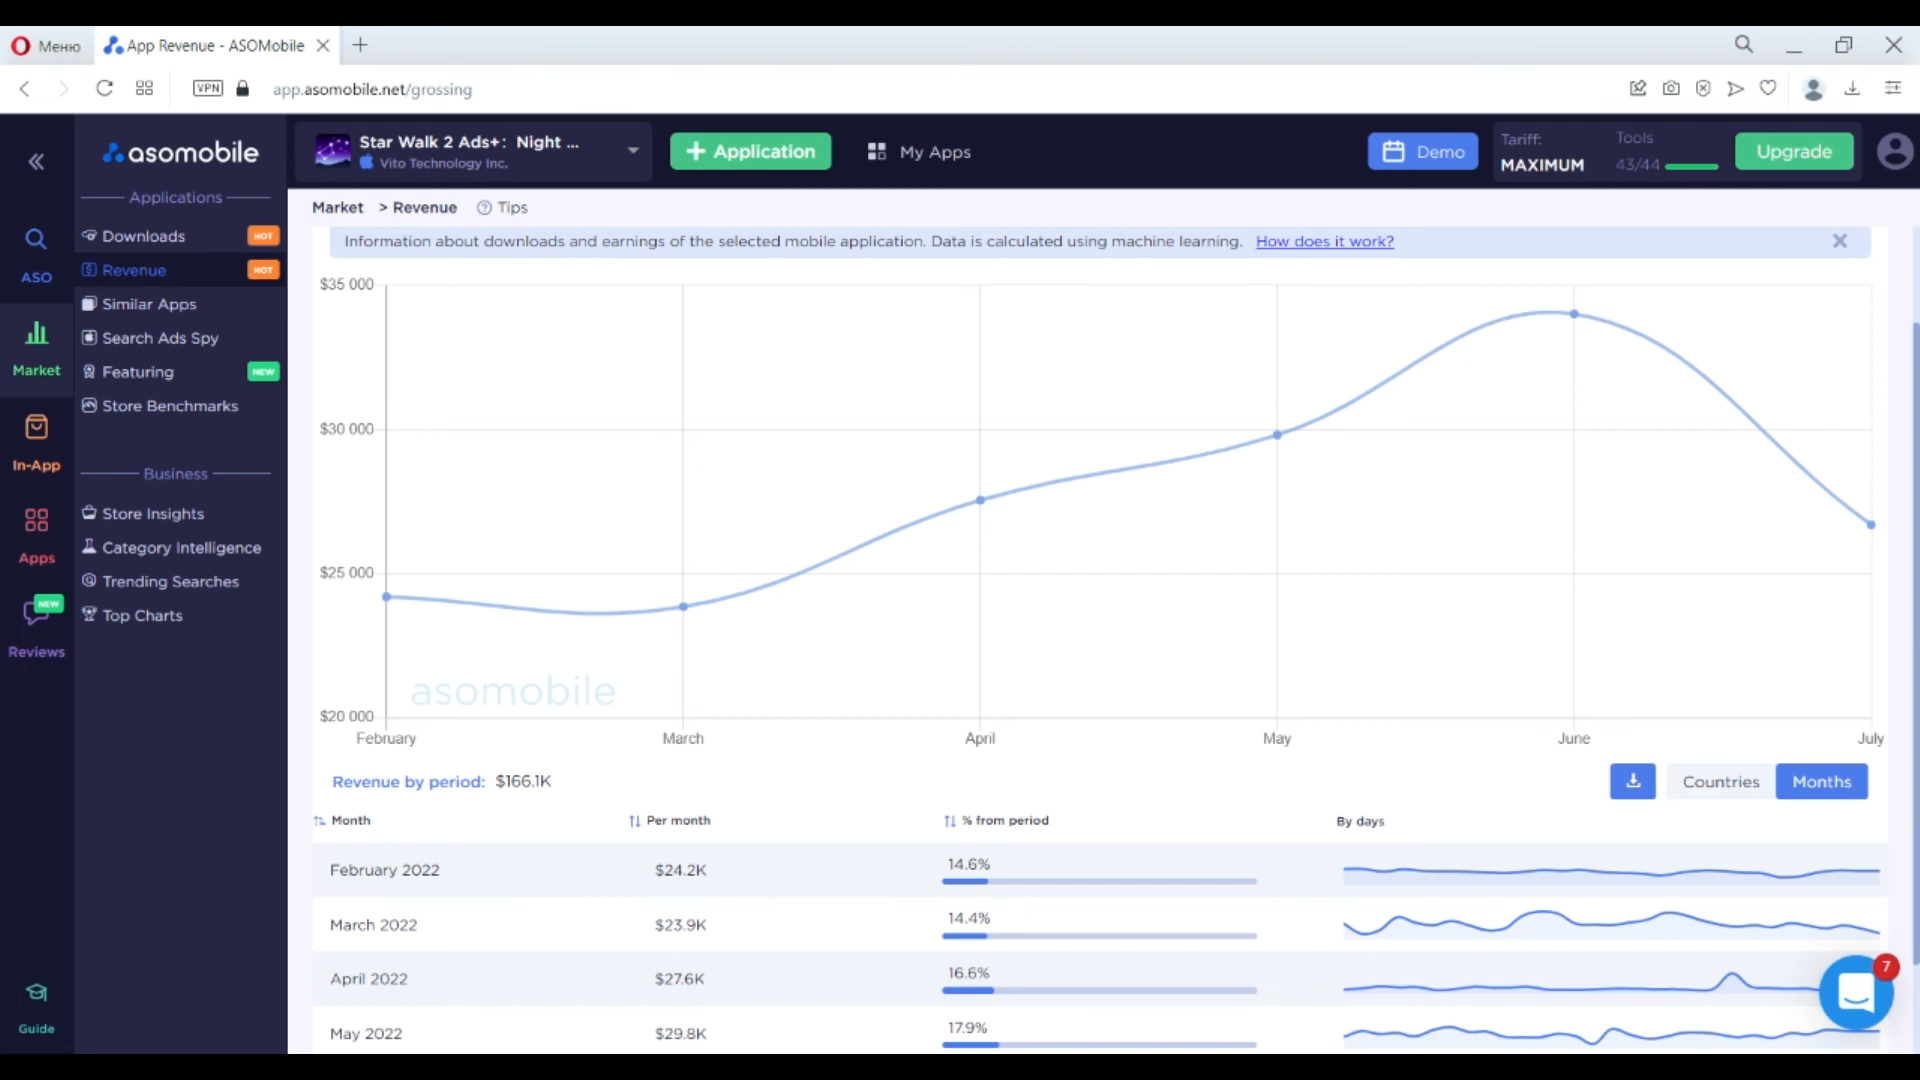 Меню
App Revenue - ASOMobile
VPN
app.asomobile.net/grossing
asomobile
Star Walk 2 Ads+: Night ...
Vito Technology Inc.
+ Application
My Apps
Demo
Tariff:
MAXIMUM
Tools
43/44
Upgrade
Applications
Downloads HOT
Revenue HOT
Similar Apps
Search Ads Spy
Featuring NEW
Store Benchmarks
Business
Store Insights
Category Intelligence
Trending Searches
Top Charts
ASO
Market
In-App
Apps
NEW
Reviews
Guide
Market > Revenue ? Tips
Information about downloads and earnings of the selected mobile application. Data is calculated using machine learning. How does it work?
$35 000
$30 000
$25 000
$20 000
asomobile
February March April May June July
Revenue by period: $166.1K
Countries Months
Month Per month % from period By days
February 2022 $24.2K 14.6%
March 2022 $23.9K 14.4%
April 2022 $27.6K 16.6%
May 2022 $29.8K 17.9%
7